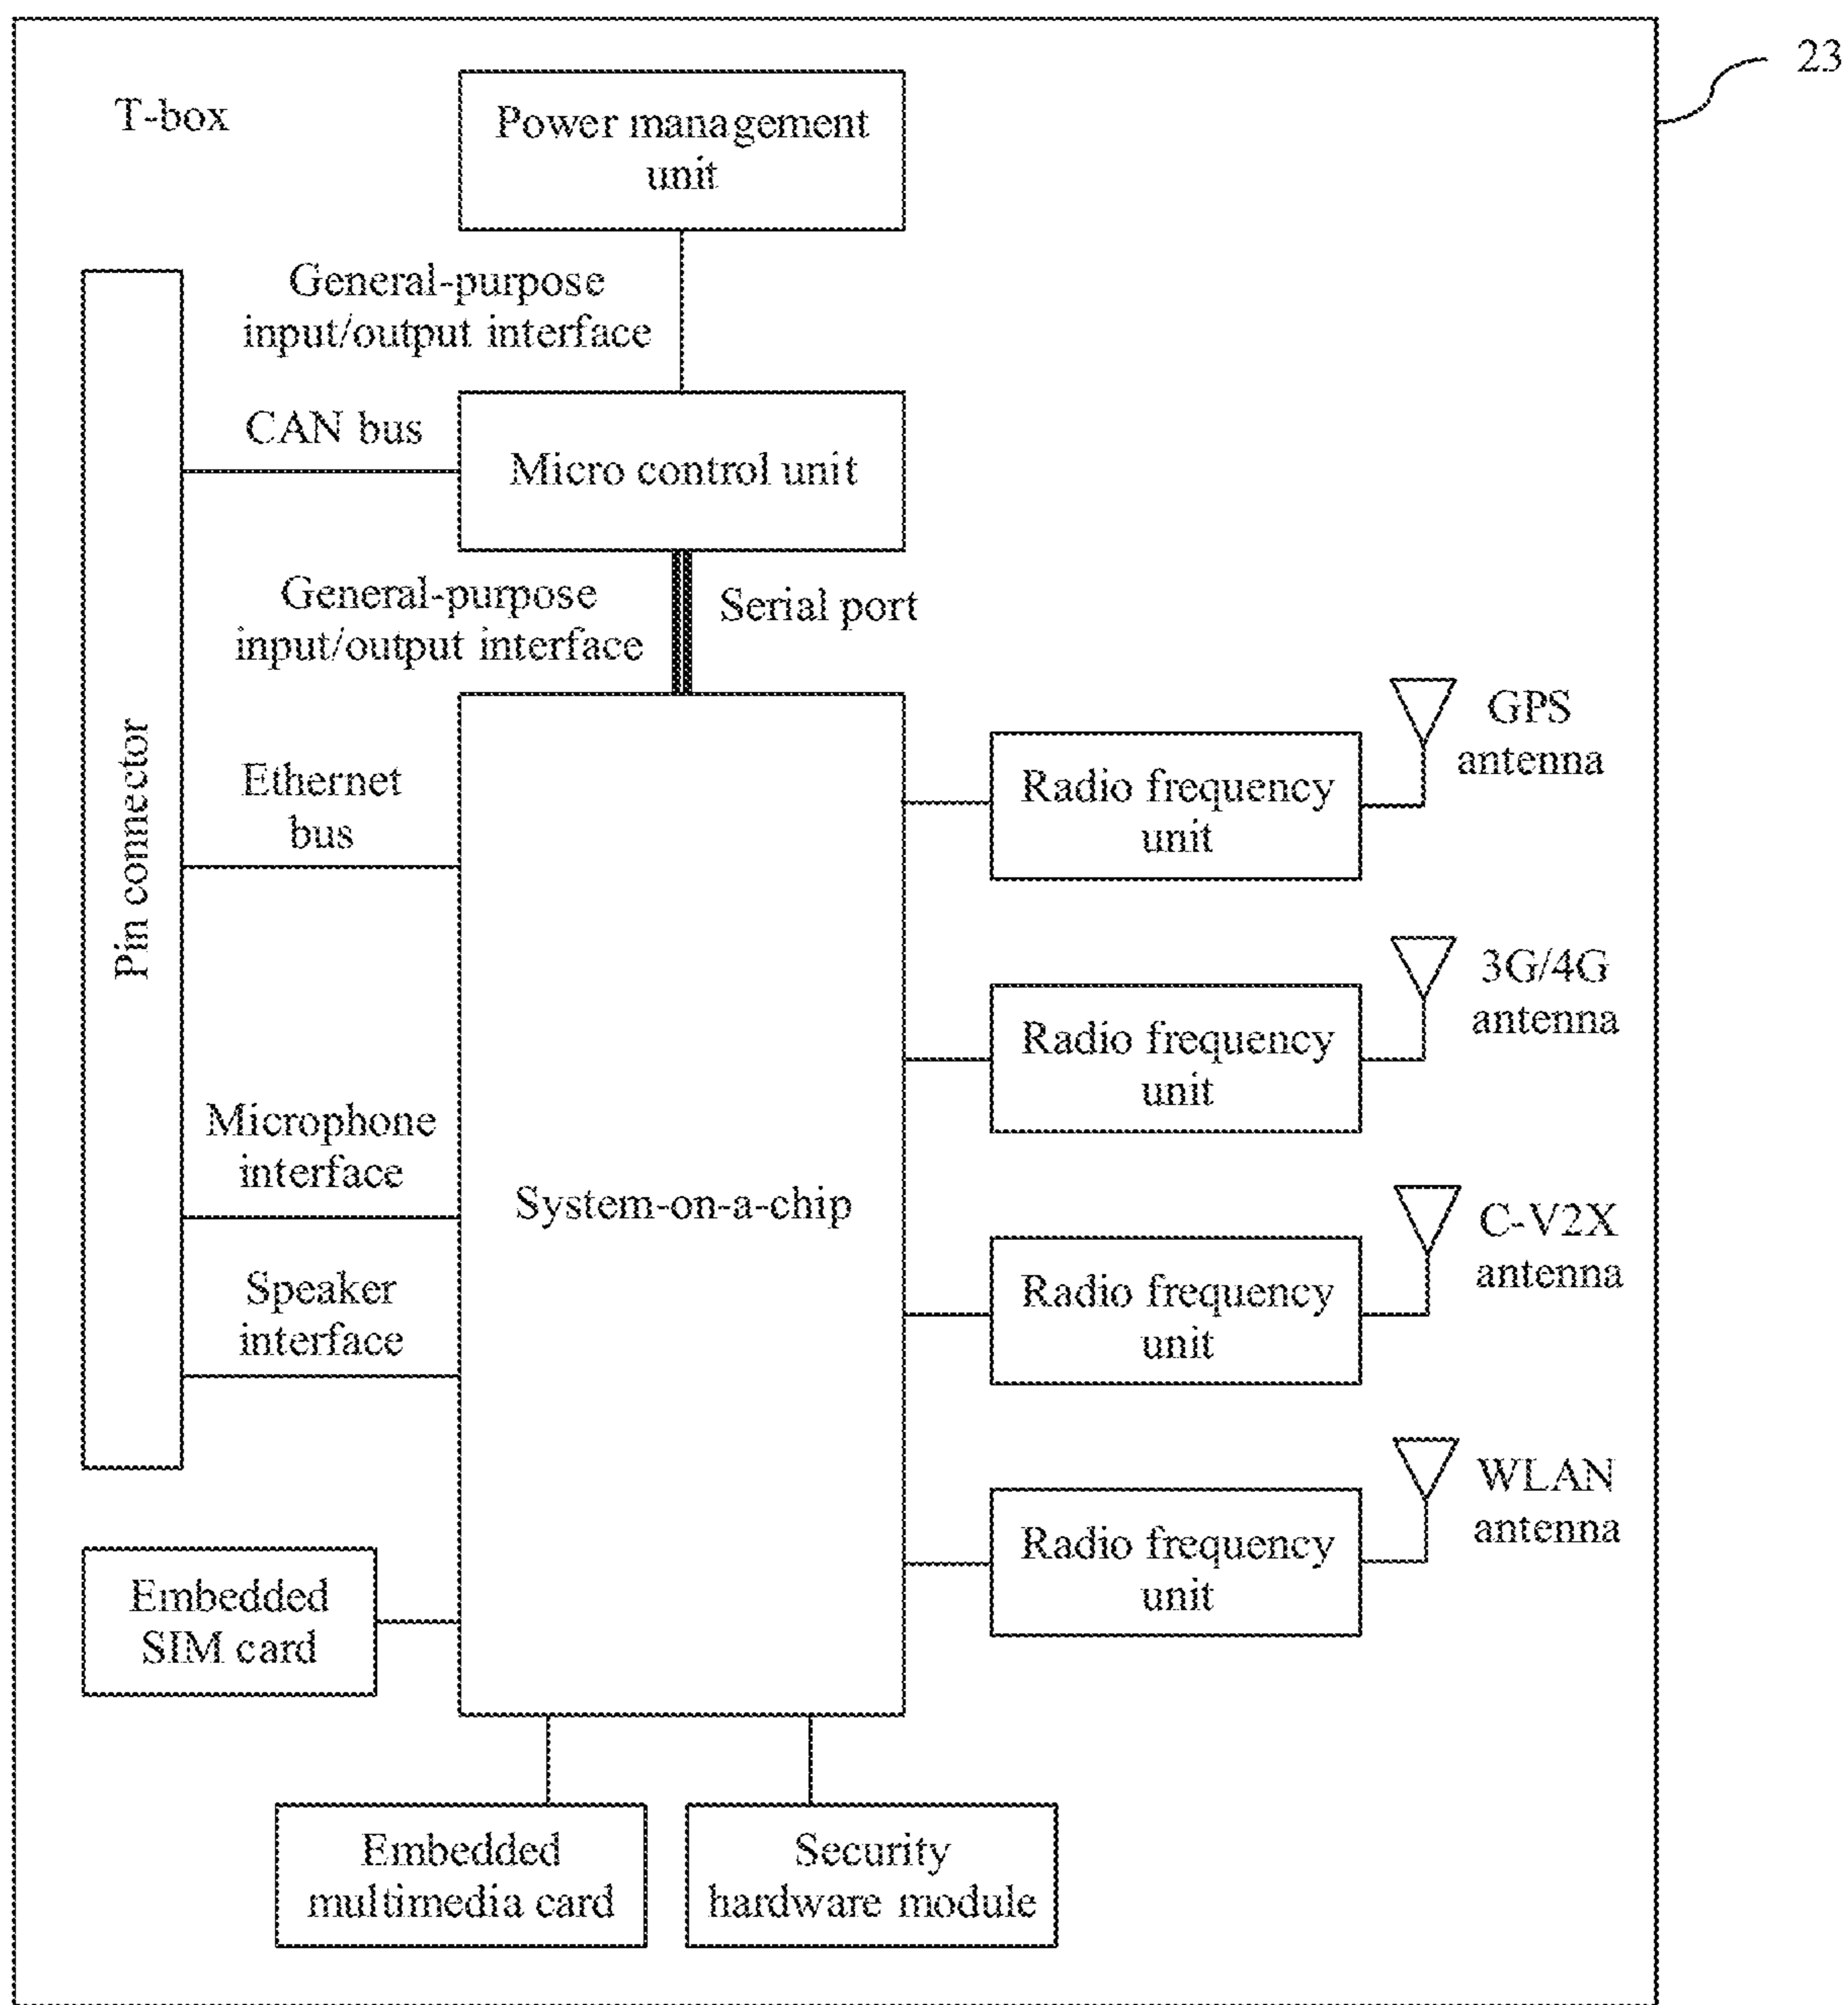 23
T-box
Power management
unit
General-purpose
input/output interface
CAN bus
Micro control unit
General-purpose
input/output interface
Serial port
Pin connector
Ethernet
bus
Microphone
interface
Speaker
interface
System-on-a-chip
Radio frequency
unit
GPS
antenna
Radio frequency
unit
3G/4G
antenna
Radio frequency
unit
C-V2X
antenna
Radio frequency
unit
WLAN
antenna
Embedded
SIM card
Embedded
multimedia card
Security
hardware module